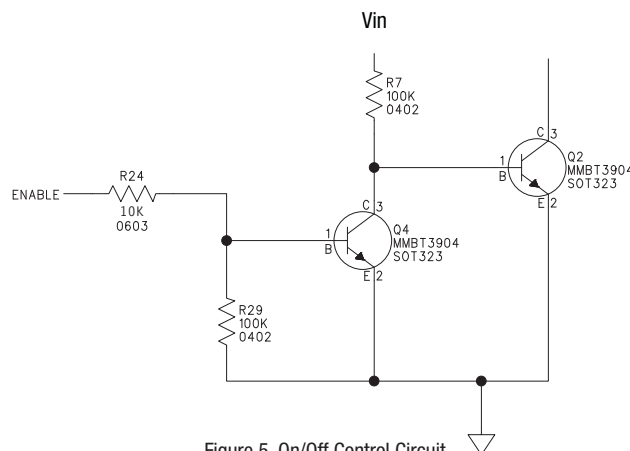 Vin
R7
100K
0402
C 3
1
B
Q2
MMBT3904
SOT323
E 2
R24
ENABLE
10K
0603
C 3
1
B
Q4
MMBT3904
SOT323
E 2
R29
100K
0402
Figure 5. On/Off Control Circuit